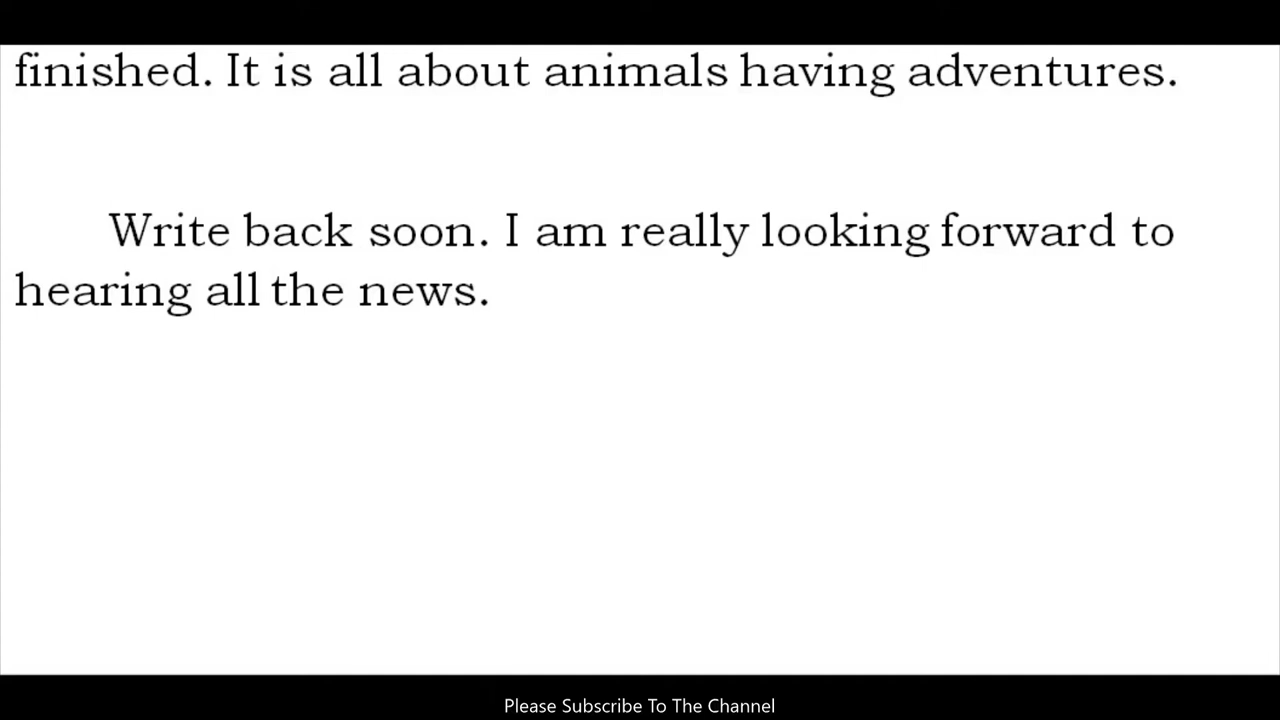 finished. It is all about animals having adventures.
Write back soon. I am really looking forward to
hearing all the news.
Please Subscribe To The Channel